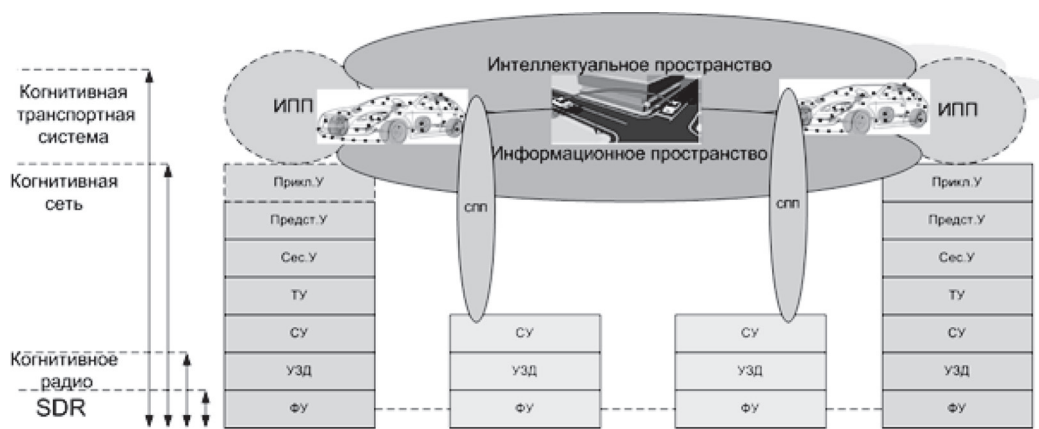 Интеллектуальное пространство
Когнитивная
транспортная
система
ИПП
ИПП
Информационное пространство
Когнитивная
сеть
Прикл.У
Предст.У
Сес.У
ТУ
СУ
УЗД
ФУ
спп
СУ
УЗД
ФУ
спп
СУ
УЗД
ФУ
Прикл.У
Предст.У
Сес.У
ТУ
СУ
УЗД
ФУ
Когнитивное
радио
SDR